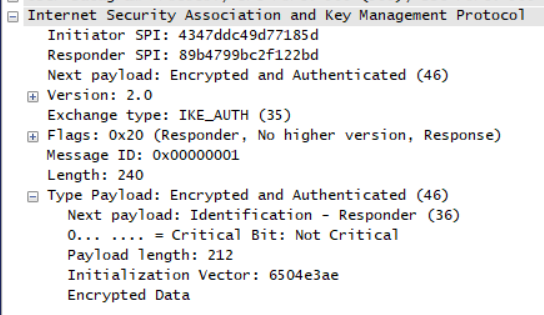 Internet Security Association and Key Management Protocol
Initiator SPI: 4347ddc49d77185d
Responder SPI: 89b4799bc2f122bd
Next payload: Encrypted and Authenticated (46)
Version: 2.0
Exchange type: IKE_AUTH (35)
Flags: 0x20 (Responder, No higher version, Response)
Message ID: 0x00000001
Length: 240
Type Payload: Encrypted and Authenticated (46)
Next payload: Identification - Responder (36)
0... .... = Critical Bit: Not Critical
Payload length: 212
Initialization Vector: 6504e3ae
Encrypted Data